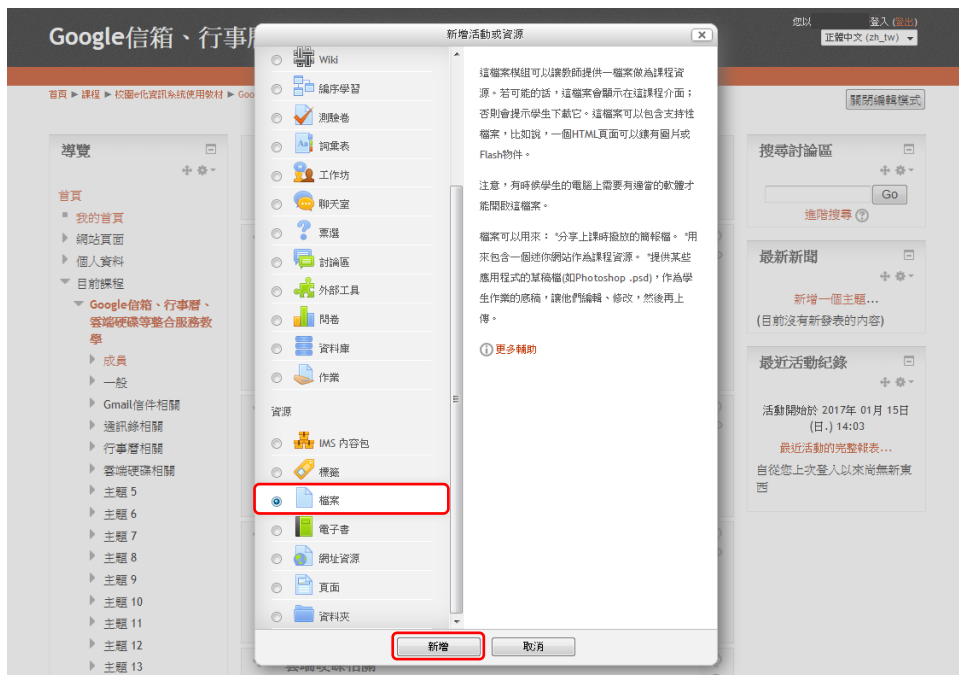 Google信箱、行事
您以 登入 (登出)
正體中文 (zh_tw)
首頁 ► 課程 ► 校園e化資訊系統使用教材 ► Goo
關閉編輯模式
導覽
首頁
我的首頁
網站頁面
個人資料
目前課程
Google信箱、行事曆、
雲端硬碟等整合服務教
學
成員
一般
Gmail信件相關
通訊錄相關
行事曆相關
雲端硬碟相關
主題 5
主題 6
主題 7
主題 8
主題 9
主題 10
主題 11
主題 12
主題 13
新增活動或資源
Wiki
編序學習
測驗卷
詞彙表
工作坊
聊天室
票選
討論區
外部工具
問卷
資料庫
作業
資源
IMS 內容包
標籤
檔案
電子書
網址資源
頁面
資料夾
這檔案模組可以讓教師提供一檔案做為課程資
源。若可能的話，這檔案會顯示在這課程介面；
否則會提示學生下載它。這檔案可以包含支持性
檔案，比如說，一個HTML頁面可以鑲有圖片或
Flash物件。
注意，有時候學生的電腦上需要有適當的軟體才
能開啟這檔案。
檔案可以用來： *分享上課時撥放的簡報檔。 *用
來包含一個迷你網站作為課程資源。 *提供某些
應用程式的草稿檔(如Photoshop .psd)，作為學
生作業的底稿，讓他們編輯、修改，然後再上
傳。
更多輔助
新增
取消
雲端硬碟相關
搜尋討論區
Go
進階搜尋
最新新聞
新增一個主題...
(目前沒有新發表的內容)
最近活動紀錄
活動開始於 2017年 01月 15日
(日.) 14:03
最近活動的完整報表...
自從您上次登入以來尚無新東
西